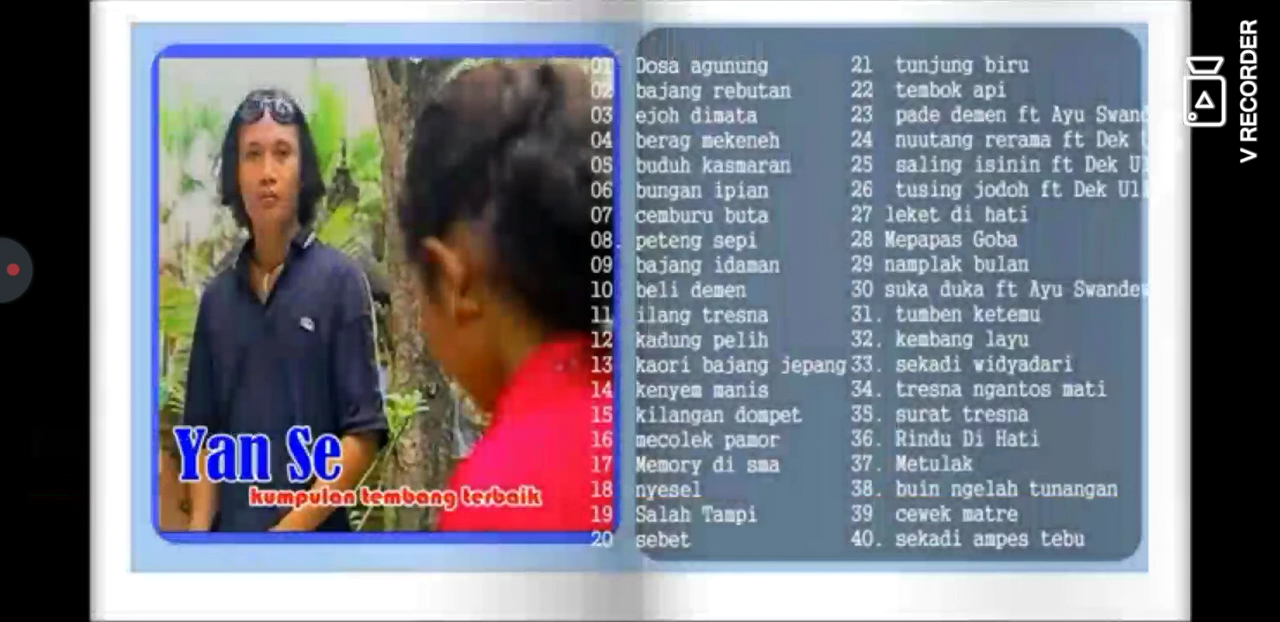 Yan Se
kumpulan tembang terbaik
01 Dosa agunung
02 bajang rebutan
03 ejoh dimata
04 berag mekeneh
05 buduh kasmaran
06 bungan ipian
07 cemburu buta
08. peteng sepi
09 bajang idaman
10 beli demen
11 ilang tresna
12 kadung pelih
13 kaori bajang jepang
14 kenyem manis
15 kilangan dompet
16 mecolek pamor
17 Memory di sma
18 nyesel
19 Salah Tampi
20 sebet
21 tunjung biru
22 tembok api
23 pade demen ft Ayu
24 nuutang rerama ft Dek
25 saling isinin ft Dek
26 tusing jodoh ft Dek
27 leket di hati
28 Mepapas Goba
29 namplak bulan
30 suka duka ft Ayu
31. tumben ketemu
32. kembang layu
33. sekadi widyadari
34. tresna ngantos mati
35. surat tresna
36. Rindu Di Hati
37. Metulak
38. buin ngelah tunangan
39 cewek matre
40. sekadi ampes tebu
V RECORDER